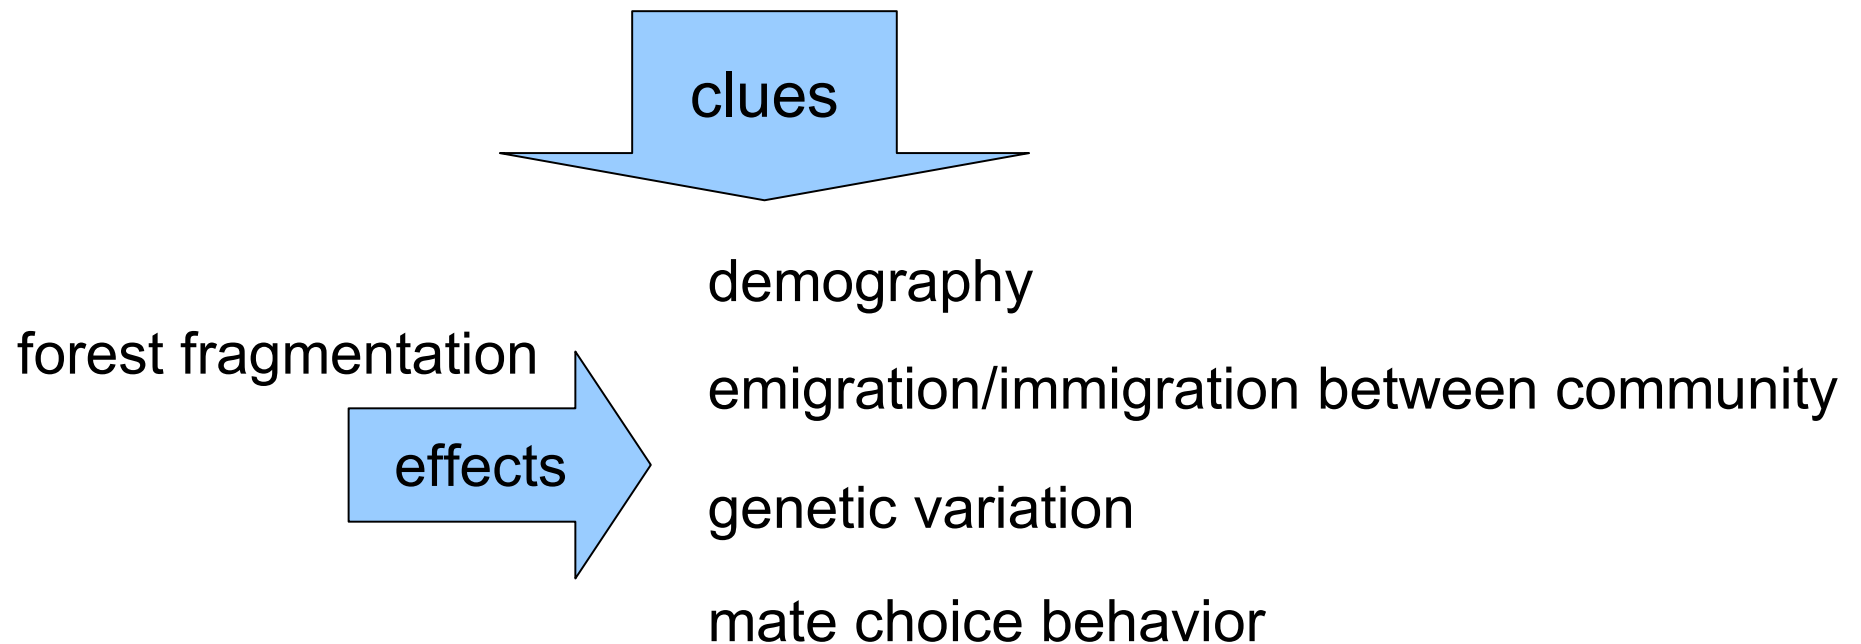 clues
demography
forest fragmentation
emigration/immigration between community
effects
genetic variation
mate choice behavior